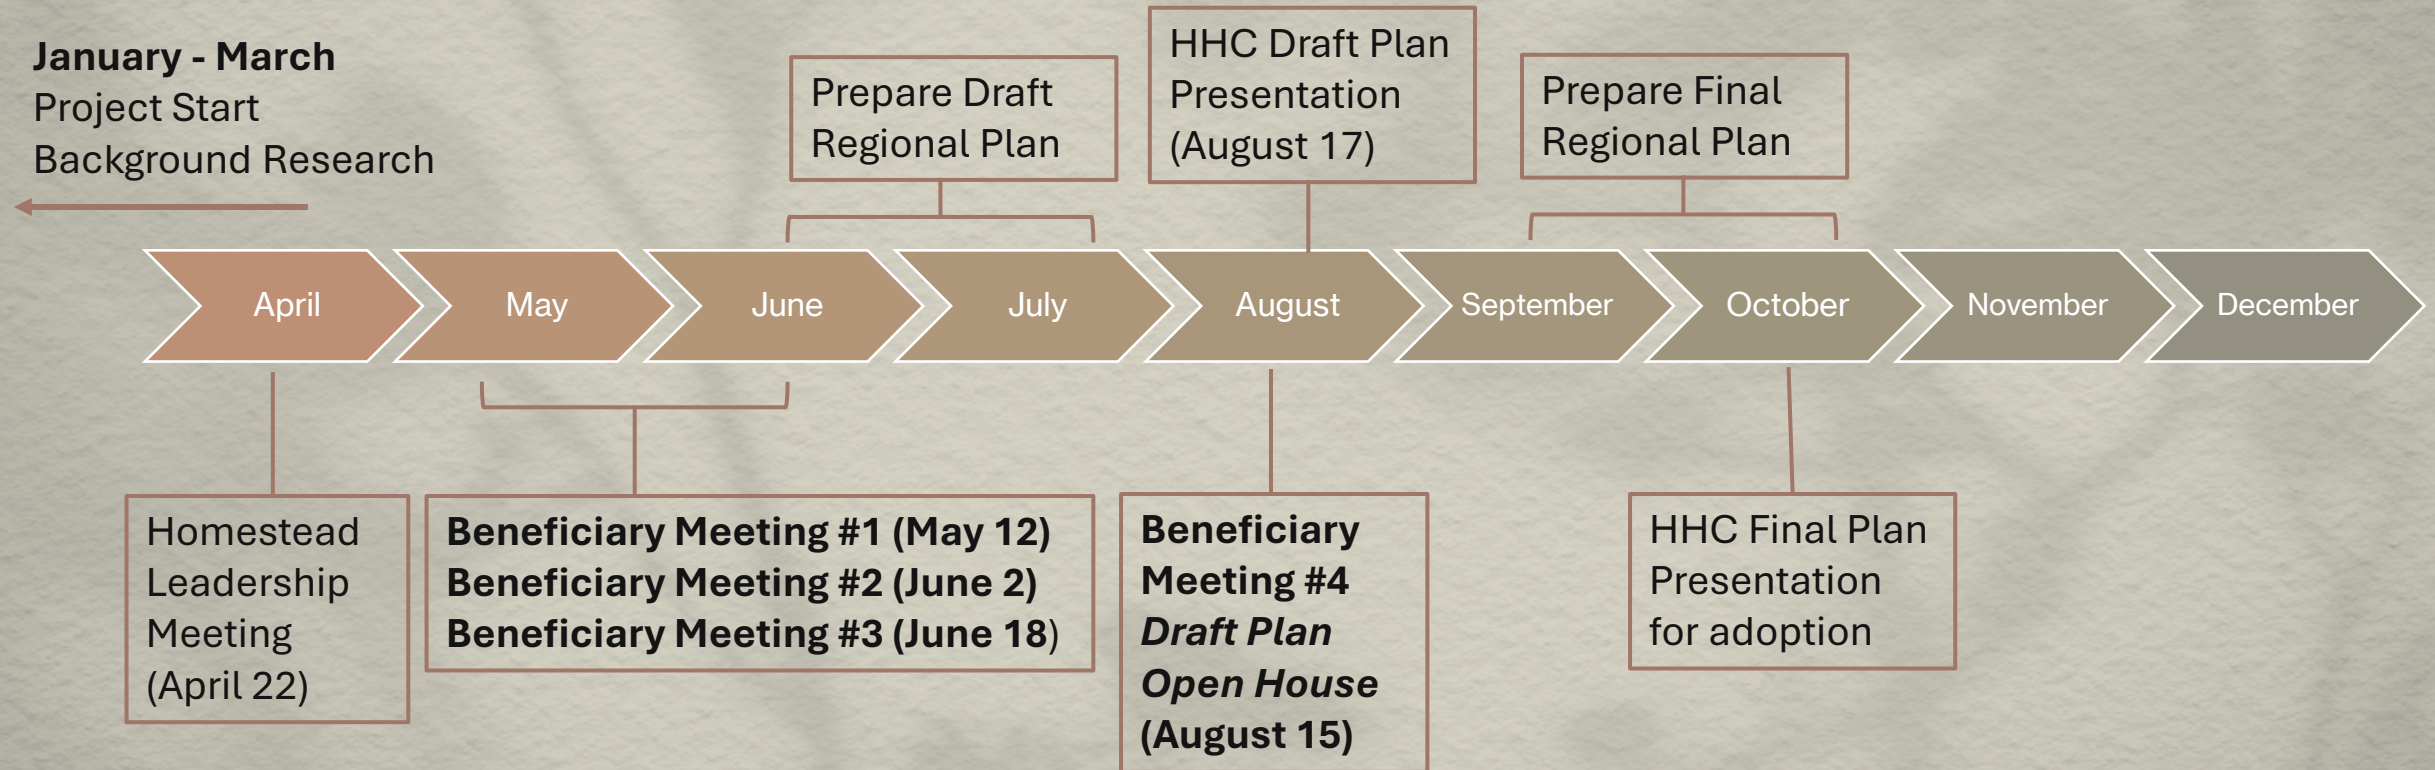 January - March
Project Start
Background Research
Prepare Draft
Regional Plan
HHC Draft Plan
Presentation
(August 17)
Prepare Final
Regional Plan
April
May
June
July
August
September
October
November
December
Homestead
Leadership
Meeting
(April 22)
Beneficiary Meeting #1 (May 12)
Beneficiary Meeting #2 (June 2)
Beneficiary Meeting #3 (June 18)
Beneficiary
Meeting #4
Draft Plan
Open House
(August 15)
HHC Final Plan
Presentation
for adoption